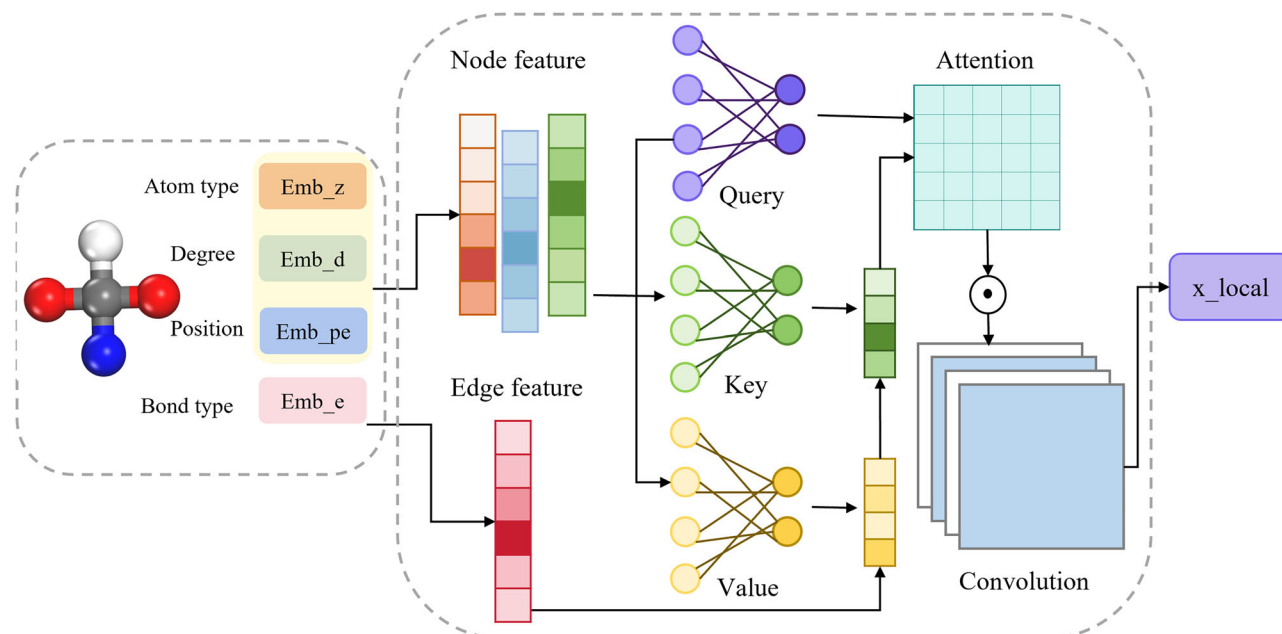 Atom type
Emb_z
Degree
Emb_d
Position
Emb_pe
Bond type
Emb_e
Node feature
Edge feature
Query
Key
Value
Attention
Convolution
x_local